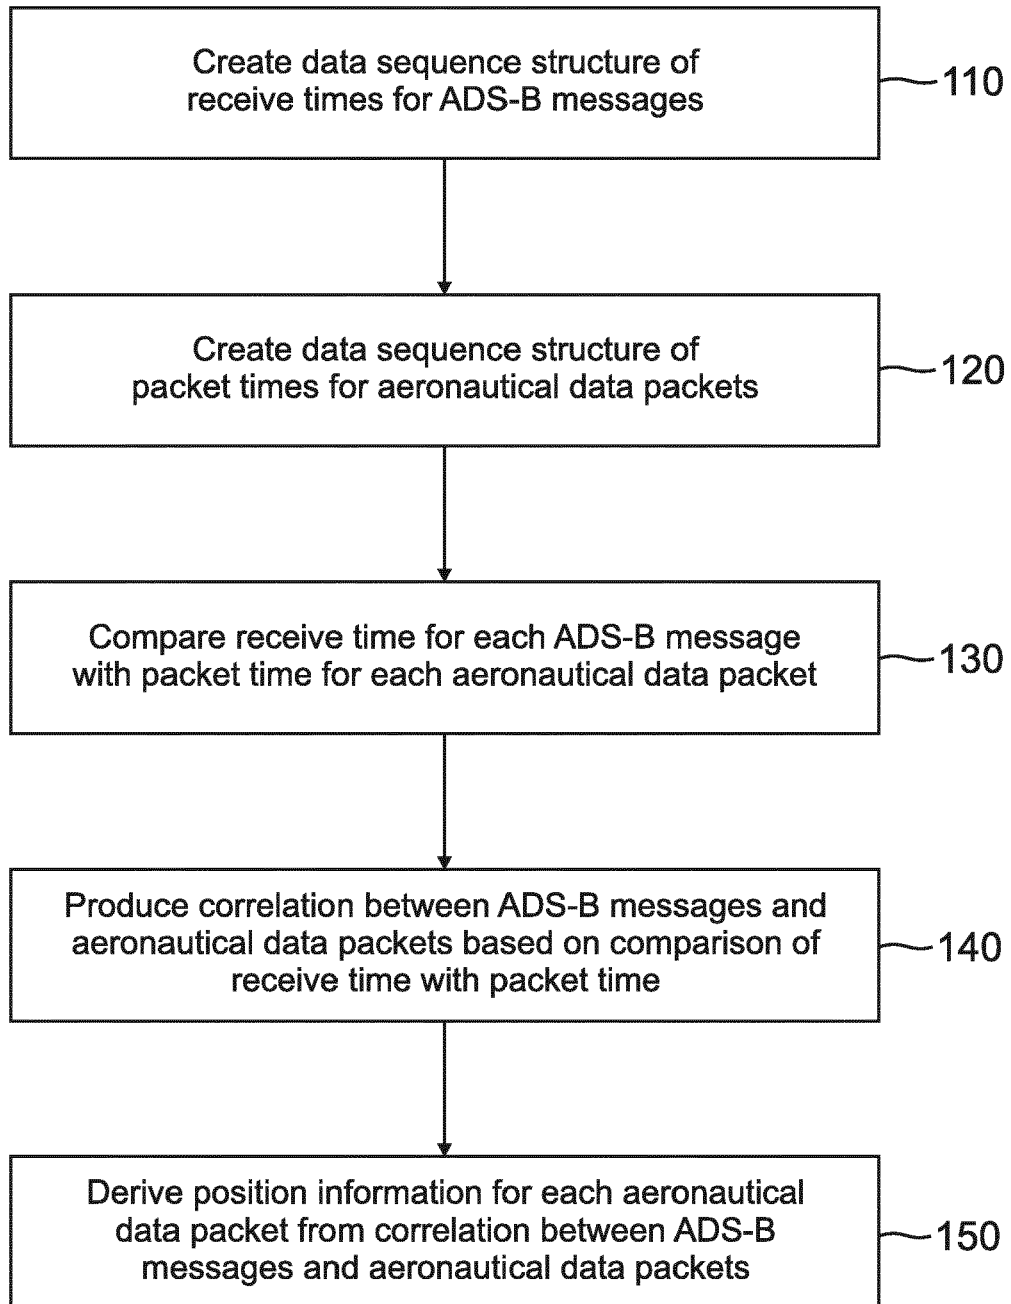 Create data sequence structure of
receive times for ADS-B messages
110
Create data sequence structure of
packet times for aeronautical data packets
120
Compare receive time for each ADS-B message
with packet time for each aeronautical data packet
130
Produce correlation between ADS-B messages and
aeronautical data packets based on comparison of
receive time with packet time
140
Derive position information for each aeronautical
data packet from correlation between ADS-B
messages and aeronautical data packets
150